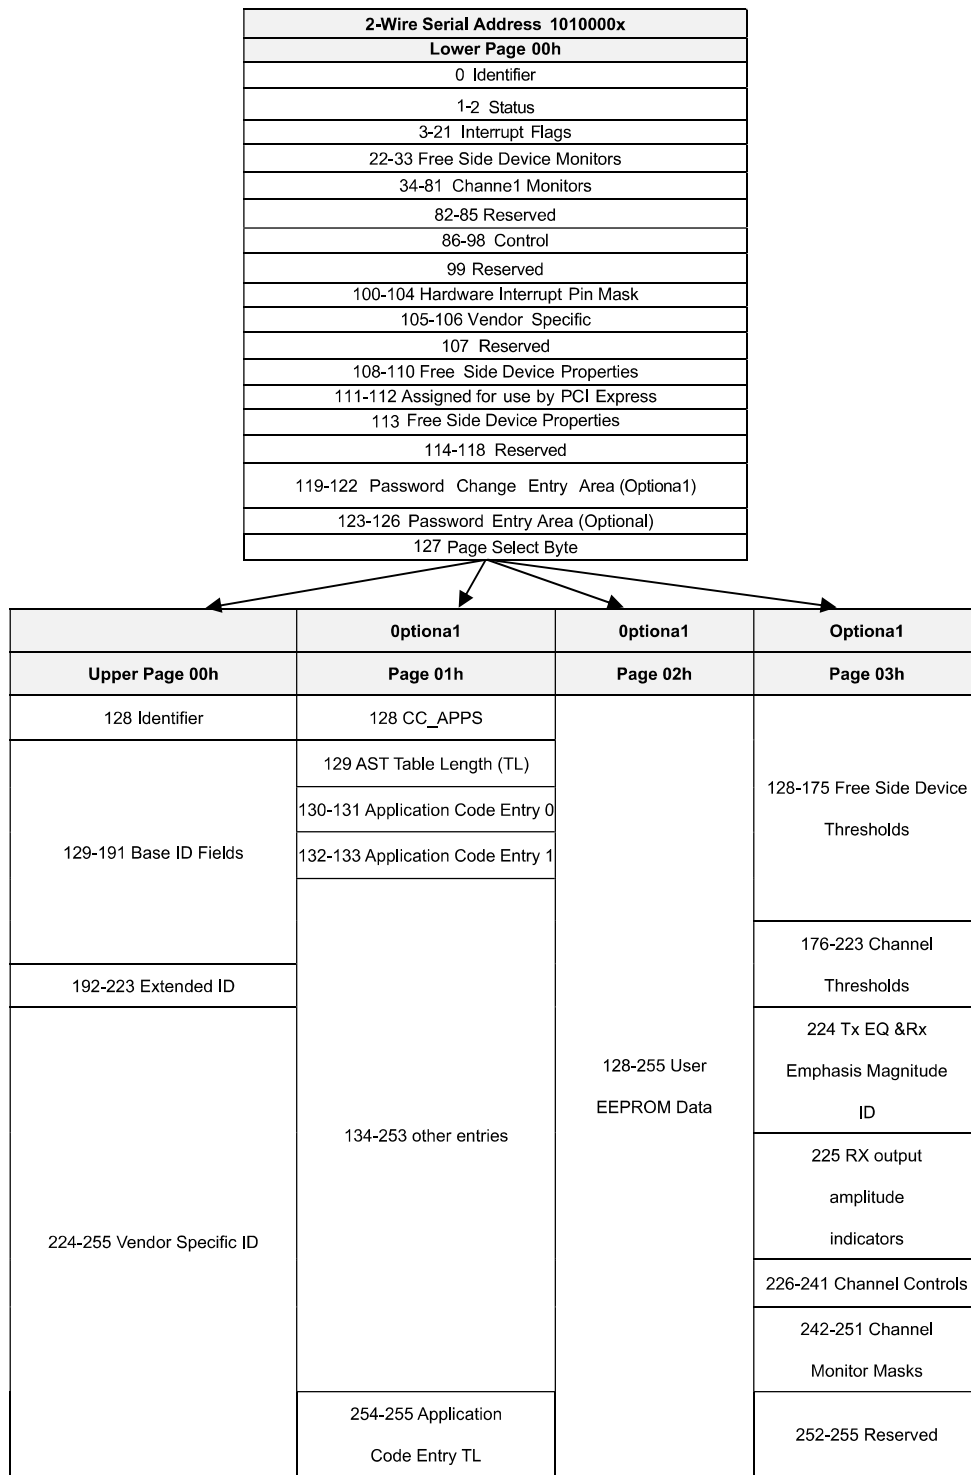 2-Wire Serial Address 1010000x
Lower Page 00h
0 Identifier
1-2 Status
3-21 Interrupt Flags
22-33 Free Side Device Monitors
34-81 Channe1 Monitors
82-85 Reserved
86-98 Control
99 Reserved
100-104 Hardware Interrupt Pin Mask
105-106 Vendor Specific
107 Reserved
108-110 Free Side Device Properties
111-112 Assigned for use by PCI Express
113 Free Side Device Properties
114-118 Reserved
119-122 Password Change Entry Area (Optiona1)
123-126 Password Entry Area (Optional)
127 Page Select Byte
0ptiona1
0ptiona1
Optiona1
Upper Page 00h
Page 01h
Page 02h
Page 03h
128 Identifier
129-191 Base ID Fields
192-223 Extended ID
224-255 Vendor Specific ID
128 CC_APPS
129 AST Table Length (TL)
130-131 Application Code Entry 0
132-133 Application Code Entry 1
134-253 other entries
254-255 Application
Code Entry TL
128-255 User
EEPROM Data
128-175 Free Side Device
Thresholds
176-223 Channel
Thresholds
224 Tx EQ &Rx
Emphasis Magnitude
ID
225 RX output
amplitude
indicators
226-241 Channel Controls
242-251 Channel
Monitor Masks
252-255 Reserved